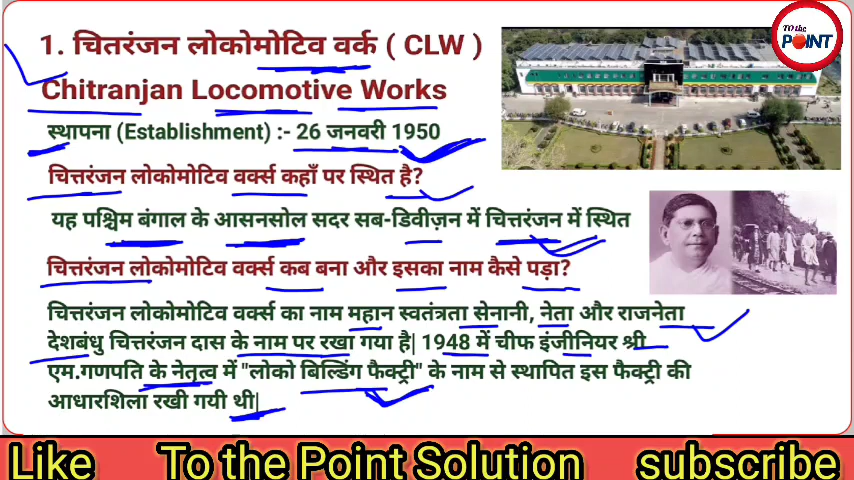 To the
POINT
1. चितरंजन लोकोमोटिव वर्क ( CLW )
Chitranjan Locomotive Works
स्थापना (Establishment) :- 26 जनवरी 1950
चित्तरंजन लोकोमोटिव वर्क्स कहाँ पर स्थित है?
यह पश्चिम बंगाल के आसनसोल सदर सब-डिवीज़न में चित्तरंजन में स्थित
चित्तरंजन लोकोमोटिव वर्क्स कब बना और इसका नाम कैसे पड़ा?
चित्तरंजन लोकोमोटिव वर्क्स का नाम महान स्वतंत्रता सेनानी, नेता और राजनेता
देशबंधु चित्तरंजन दास के नाम पर रखा गया है| 1948 में चीफ इंजीनियर श्री
एम.गणपति के नेतृत्व में "लोको बिल्डिंग फैक्ट्री" के नाम से स्थापित इस फैक्ट्री की
आधारशिला रखी गयी थी|
Like To the Point Solution subscribe